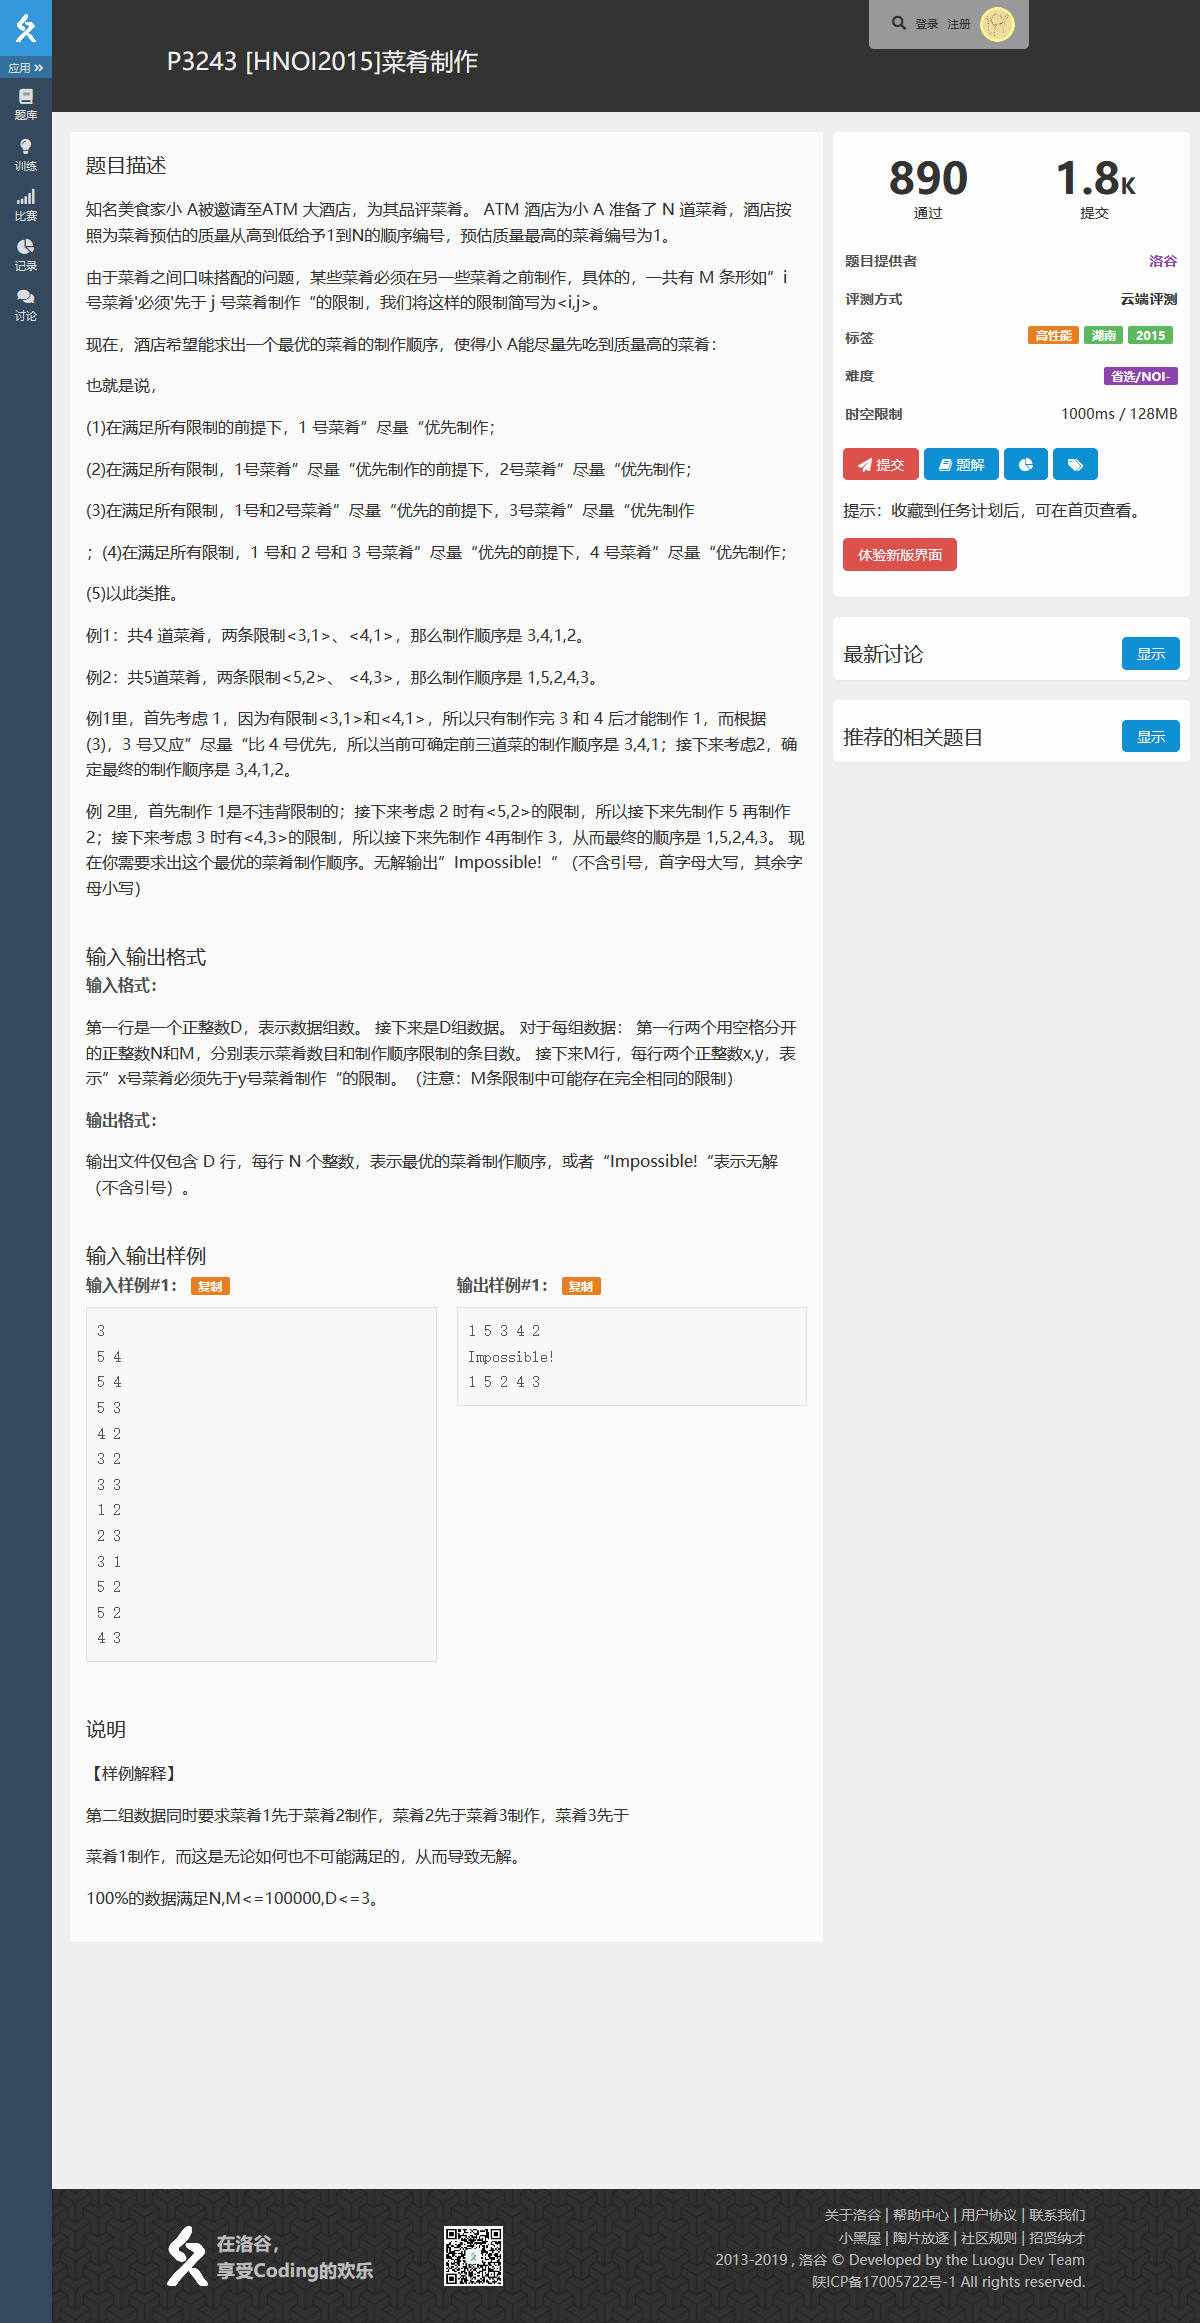 应用
题库
训练
比赛
记录
讨论
登录 注册
P3243 [HNOI2015]菜肴制作
题目描述
知名美食家小 A被邀请至ATM 大酒店，为其品评菜肴。 ATM 酒店为小 A 准备了 N 道菜肴，酒店按
照为菜肴预估的质量从高到低给予1到N的顺序编号，预估质量最高的菜肴编号为1。
由于菜肴之间口味搭配的问题，某些菜肴必须在另一些菜肴之前制作，具体的，一共有 M 条形如”i
号菜肴'必须'先于 j 号菜肴制作“的限制，我们将这样的限制简写为<i,j>。
现在，酒店希望能求出一个最优的菜肴的制作顺序，使得小 A能尽量先吃到质量高的菜肴：
也就是说，
(1)在满足所有限制的前提下，1 号菜肴”尽量“优先制作；
(2)在满足所有限制，1号菜肴”尽量“优先制作的前提下，2号菜肴”尽量“优先制作；
(3)在满足所有限制，1号和2号菜肴”尽量“优先的前提下，3号菜肴”尽量“优先制作
；(4)在满足所有限制，1 号和 2 号和 3 号菜肴”尽量“优先的前提下，4 号菜肴”尽量“优先制作；
(5)以此类推。
例1：共4 道菜肴，两条限制<3,1>、<4,1>，那么制作顺序是 3,4,1,2。
例2：共5道菜肴，两条限制<5,2>、 <4,3>，那么制作顺序是 1,5,2,4,3。
例1里，首先考虑 1，因为有限制<3,1>和<4,1>，所以只有制作完 3 和 4 后才能制作 1，而根据
(3)，3 号又应”尽量“比 4 号优先，所以当前可确定前三道菜的制作顺序是 3,4,1；接下来考虑2，确
定最终的制作顺序是 3,4,1,2。
例 2里，首先制作 1是不违背限制的；接下来考虑 2 时有<5,2>的限制，所以接下来先制作 5 再制作
2；接下来考虑 3 时有<4,3>的限制，所以接下来先制作 4再制作 3，从而最终的顺序是 1,5,2,4,3。 现
在你需要求出这个最优的菜肴制作顺序。无解输出”Impossible!“（不含引号，首字母大写，其余字
母小写）
输入输出格式
输入格式：
第一行是一个正整数D，表示数据组数。 接下来是D组数据。 对于每组数据： 第一行两个用空格分开
的正整数N和M，分别表示菜肴数目和制作顺序限制的条目数。 接下来M行，每行两个正整数x,y，表
示”x号菜肴必须先于y号菜肴制作“的限制。（注意：M条限制中可能存在完全相同的限制）
输出格式：
输出文件仅包含 D 行，每行 N 个整数，表示最优的菜肴制作顺序，或者“Impossible!“表示无解
（不含引号）。
输入输出样例
输入样例#1： 复制
3
5 4
5 4
5 3
4 2
3 2
3 3
1 2
2 3
3 1
5 2
5 2
4 3
输出样例#1： 复制
1 5 3 4 2
Impossible!
1 5 2 4 3
说明
【样例解释】
第二组数据同时要求菜肴1先于菜肴2制作，菜肴2先于菜肴3制作，菜肴3先于
菜肴1制作，而这是无论如何也不可能满足的，从而导致无解。
100%的数据满足N,M<=100000,D<=3。
890 1.8K
通过 提交
题目提供者 洛谷
评测方式 云端评测
标签 高性能 湖南 2015
难度 省选/NOI-
时空限制 1000ms / 128MB
提交 题解
提示：收藏到任务计划后，可在首页查看。
体验新版界面
最新讨论 显示
推荐的相关题目 显示
在洛谷，
享受Coding的欢乐
关于洛谷 | 帮助中心 | 用户协议 | 联系我们
小黑屋 | 陶片放逐 | 社区规则 | 招贤纳才
2013-2019 , 洛谷 © Developed by the Luogu Dev Team
陕ICP备17005722号-1 All rights reserved.